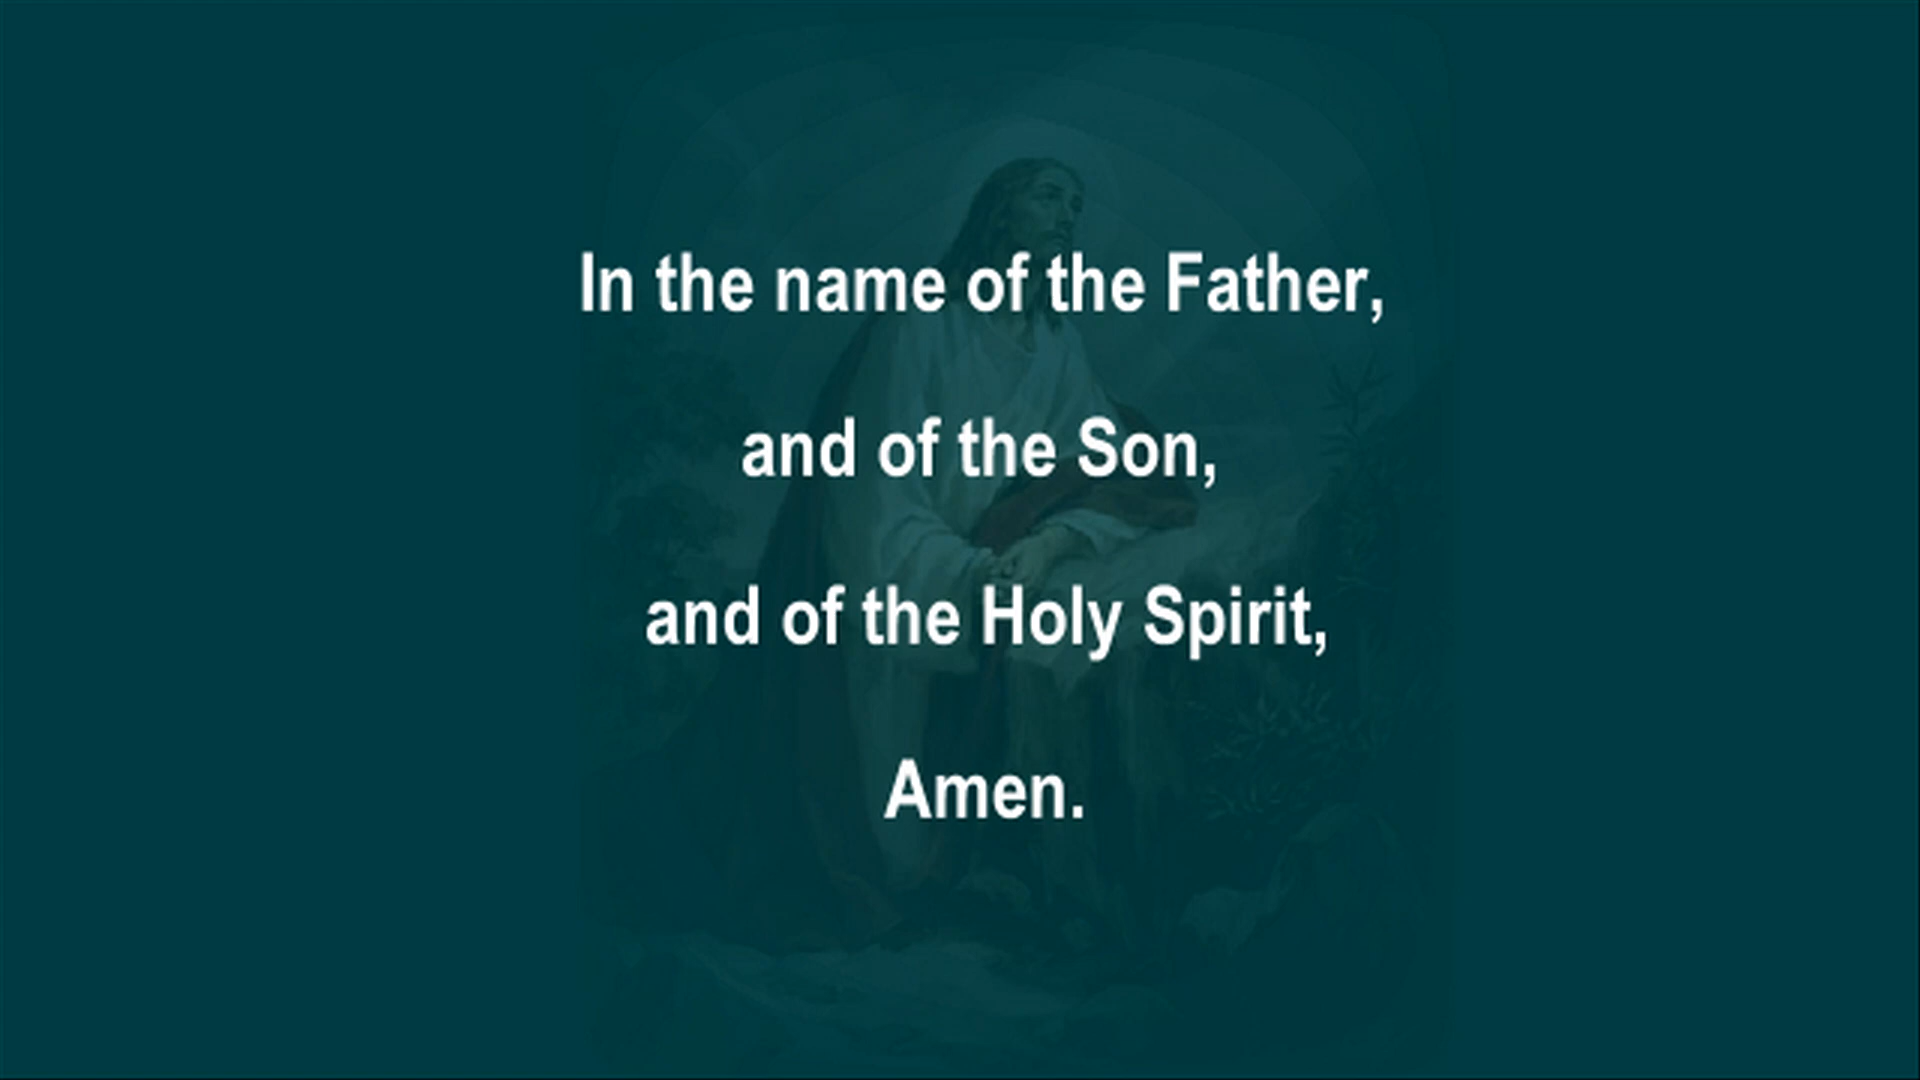 In the name of the Father,
and of the Son,
and of the Holy Spirit,
Amen.